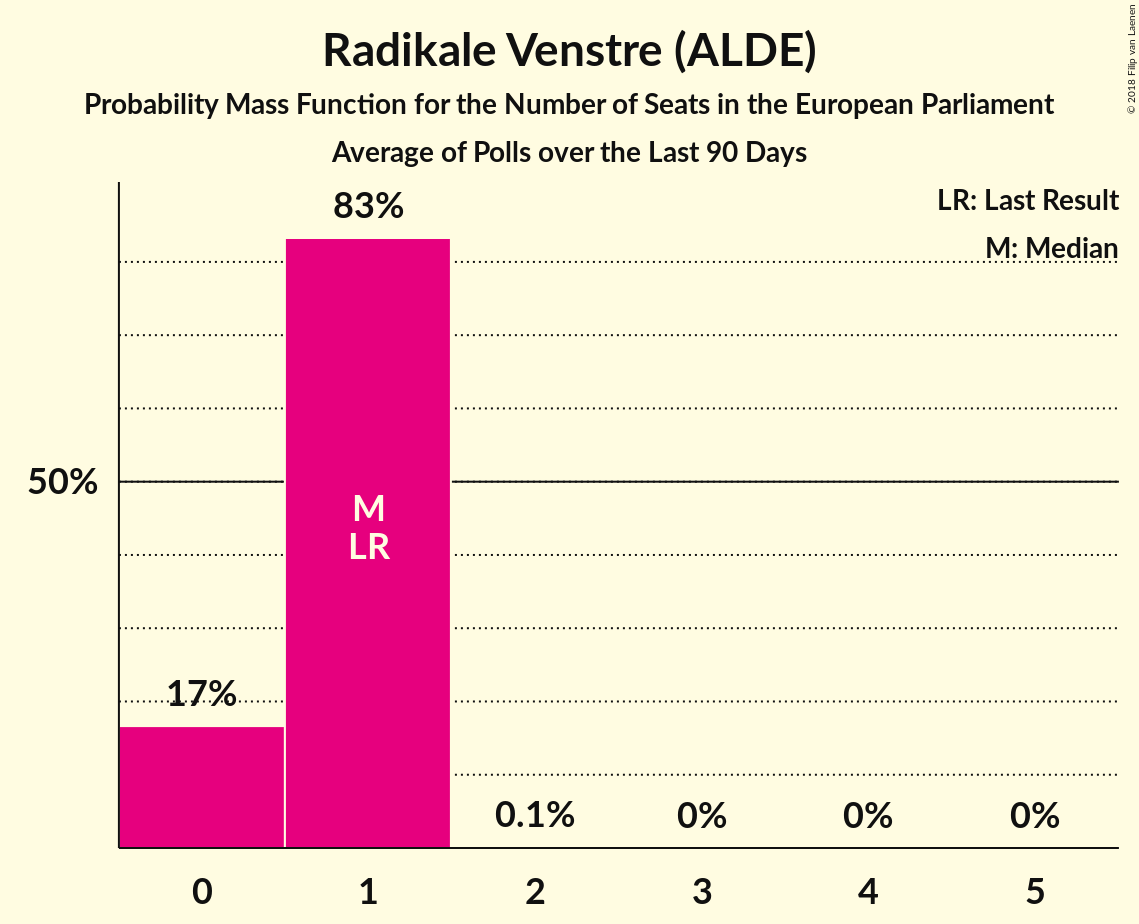 Radikale Venstre (ALDE)
Probability Mass Function for the Number of Seats in the European Parliament
Average of Polls over the Last 90 Days
© 2018 Filip van Laenen
LR: Last Result
M: Median
83%
50%
M
LR
17%
0.1%
0%
0%
0%
0
1
2
3
4
5